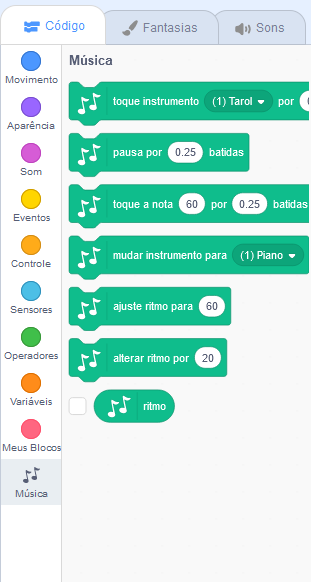 Código
Fantasias
Sons
Movimento
Aparência
Som
Eventos
Controle
Sensores
Operadores
Variáveis
Meus Blocos
Música
Música
toque instrumento (1) Tarol por
pausa por 0.25 batidas
toque a nota 60 por 0.25 batidas
mudar instrumento para (1) Piano
ajuste ritmo para 60
alterar ritmo por 20
ritmo